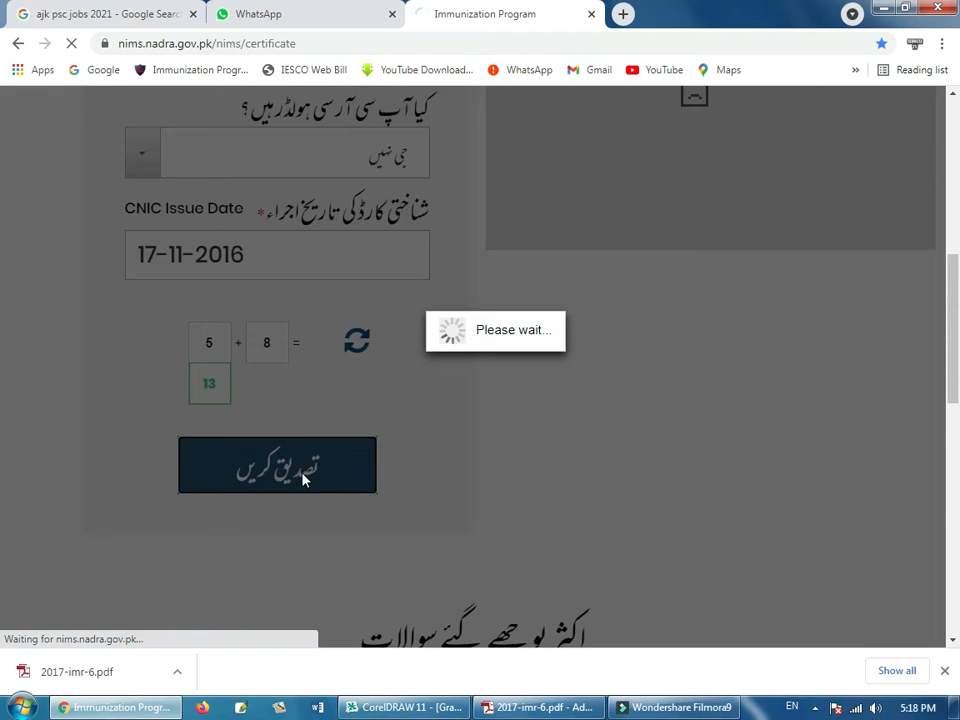 ajk psc jobs 2021 - Google Searc
WhatsApp
Immunization Program
nims.nadra.gov.pk/nims/certificate
Apps
Google
Immunization Progr...
IESCO Web Bill
YouTube Download...
WhatsApp
Gmail
YouTube
Maps
»
Reading list
کیا آپ سی آر سی ہولڈر ہیں؟
جی نہیں
CNIC Issue Date
شناختی کارڈ کی تاریخ اجراء *
17-11-2016
5 + 8 =
13
Please wait...
تصدیق کریں
اکثر پوچھے گئے سوالات
Waiting for nims.nadra.gov.pk...
2017-imr-6.pdf
Show all
Immunization Progr...
CorelDRAW 11 - [Gra...
2017-imr-6.pdf - Ad...
Wondershare Filmora9
EN
5:18 PM